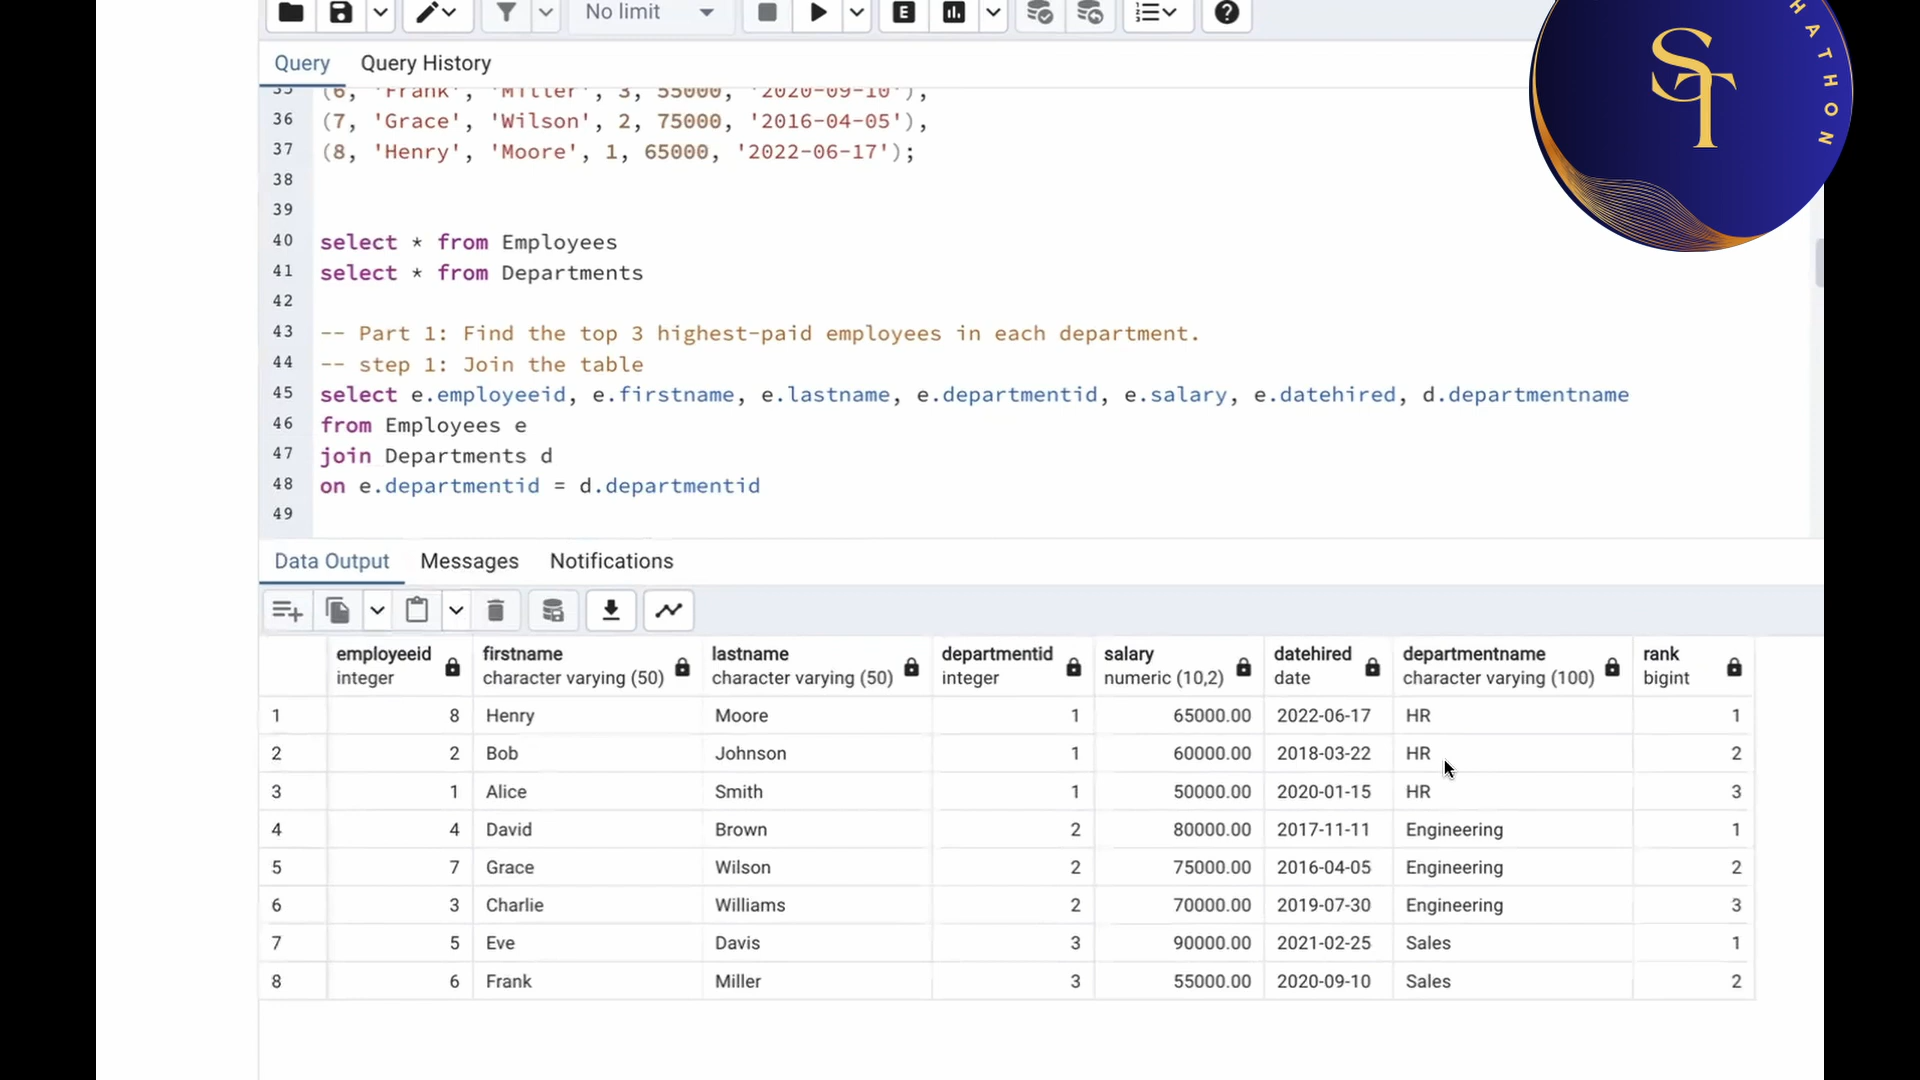 No limit
E
HATHON
ST
Query Query History
35 (6, 'Frank', 'Miller', 3, 55000, '2020-09-10'),
36 (7, 'Grace', 'Wilson', 2, 75000, '2016-04-05'),
37 (8, 'Henry', 'Moore', 1, 65000, '2022-06-17');
38
39
40 select * from Employees
41 select * from Departments
42
43 -- Part 1: Find the top 3 highest-paid employees in each department.
44 -- step 1: Join the table
45 select e.employeeid, e.firstname, e.lastname, e.departmentid, e.salary, e.datehired, d.departmentname
46 from Employees e
47 join Departments d
48 on e.departmentid = d.departmentid
49
Data Output Messages Notifications
employeeid firstname lastname departmentid salary datehired departmentname rank
integer character varying (50) character varying (50) integer numeric (10,2) date character varying (100) bigint
1 8 Henry Moore 1 65000.00 2022-06-17 HR 1
2 2 Bob Johnson 1 60000.00 2018-03-22 HR 2
3 1 Alice Smith 1 50000.00 2020-01-15 HR 3
4 4 David Brown 2 80000.00 2017-11-11 Engineering 1
5 7 Grace Wilson 2 75000.00 2016-04-05 Engineering 2
6 3 Charlie Williams 2 70000.00 2019-07-30 Engineering 3
7 5 Eve Davis 3 90000.00 2021-02-25 Sales 1
8 6 Frank Miller 3 55000.00 2020-09-10 Sales 2